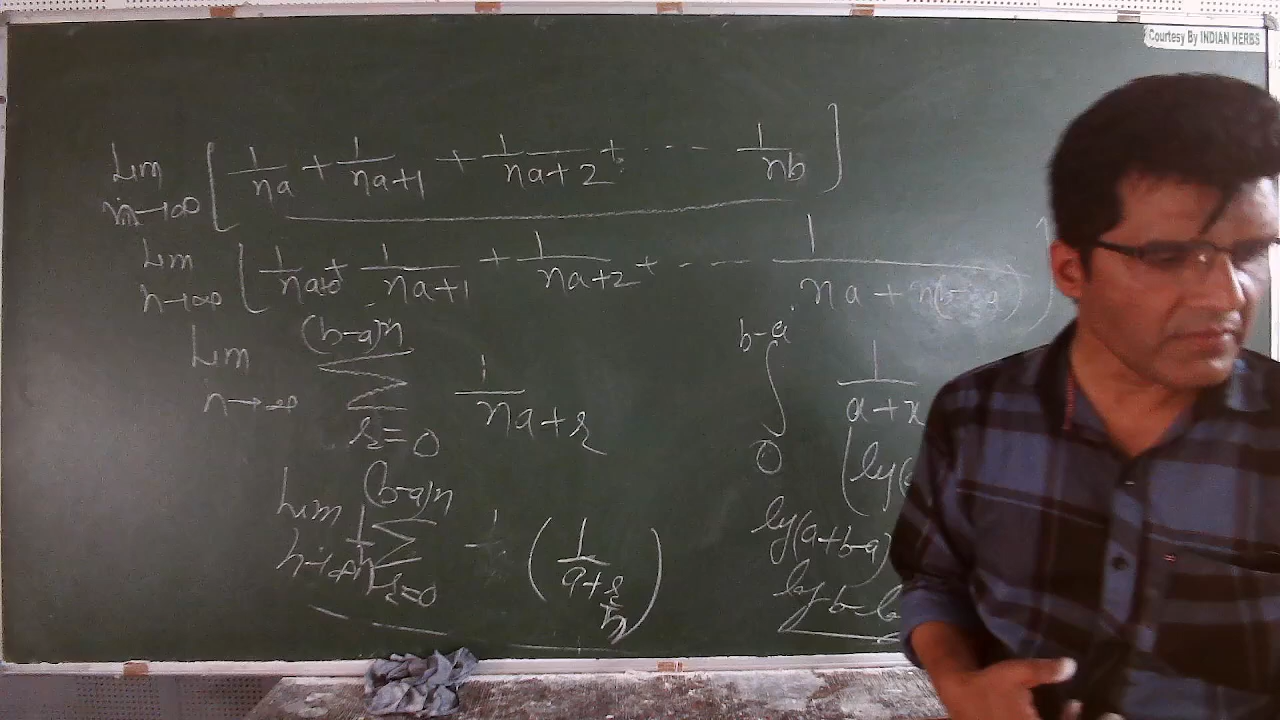 Courtesy By INDIAN HERBS
Lim n→∞ [ 1/na + 1/na+1 + 1/na+2 + ... 1/nb ]
Lim n→∞ [ 1/na+0 + 1/na+1 + 1/na+2 + ... 1/na + n(b-a) ]
Lim n→∞ (b-a)n Σ r=0 1/na+r
Lim n→∞ 1/n (b-a)n Σ r=0 ( 1/a+r/n )
b-a ∫ 0 1/a+x
(log(
log(a+b-a)
log b -